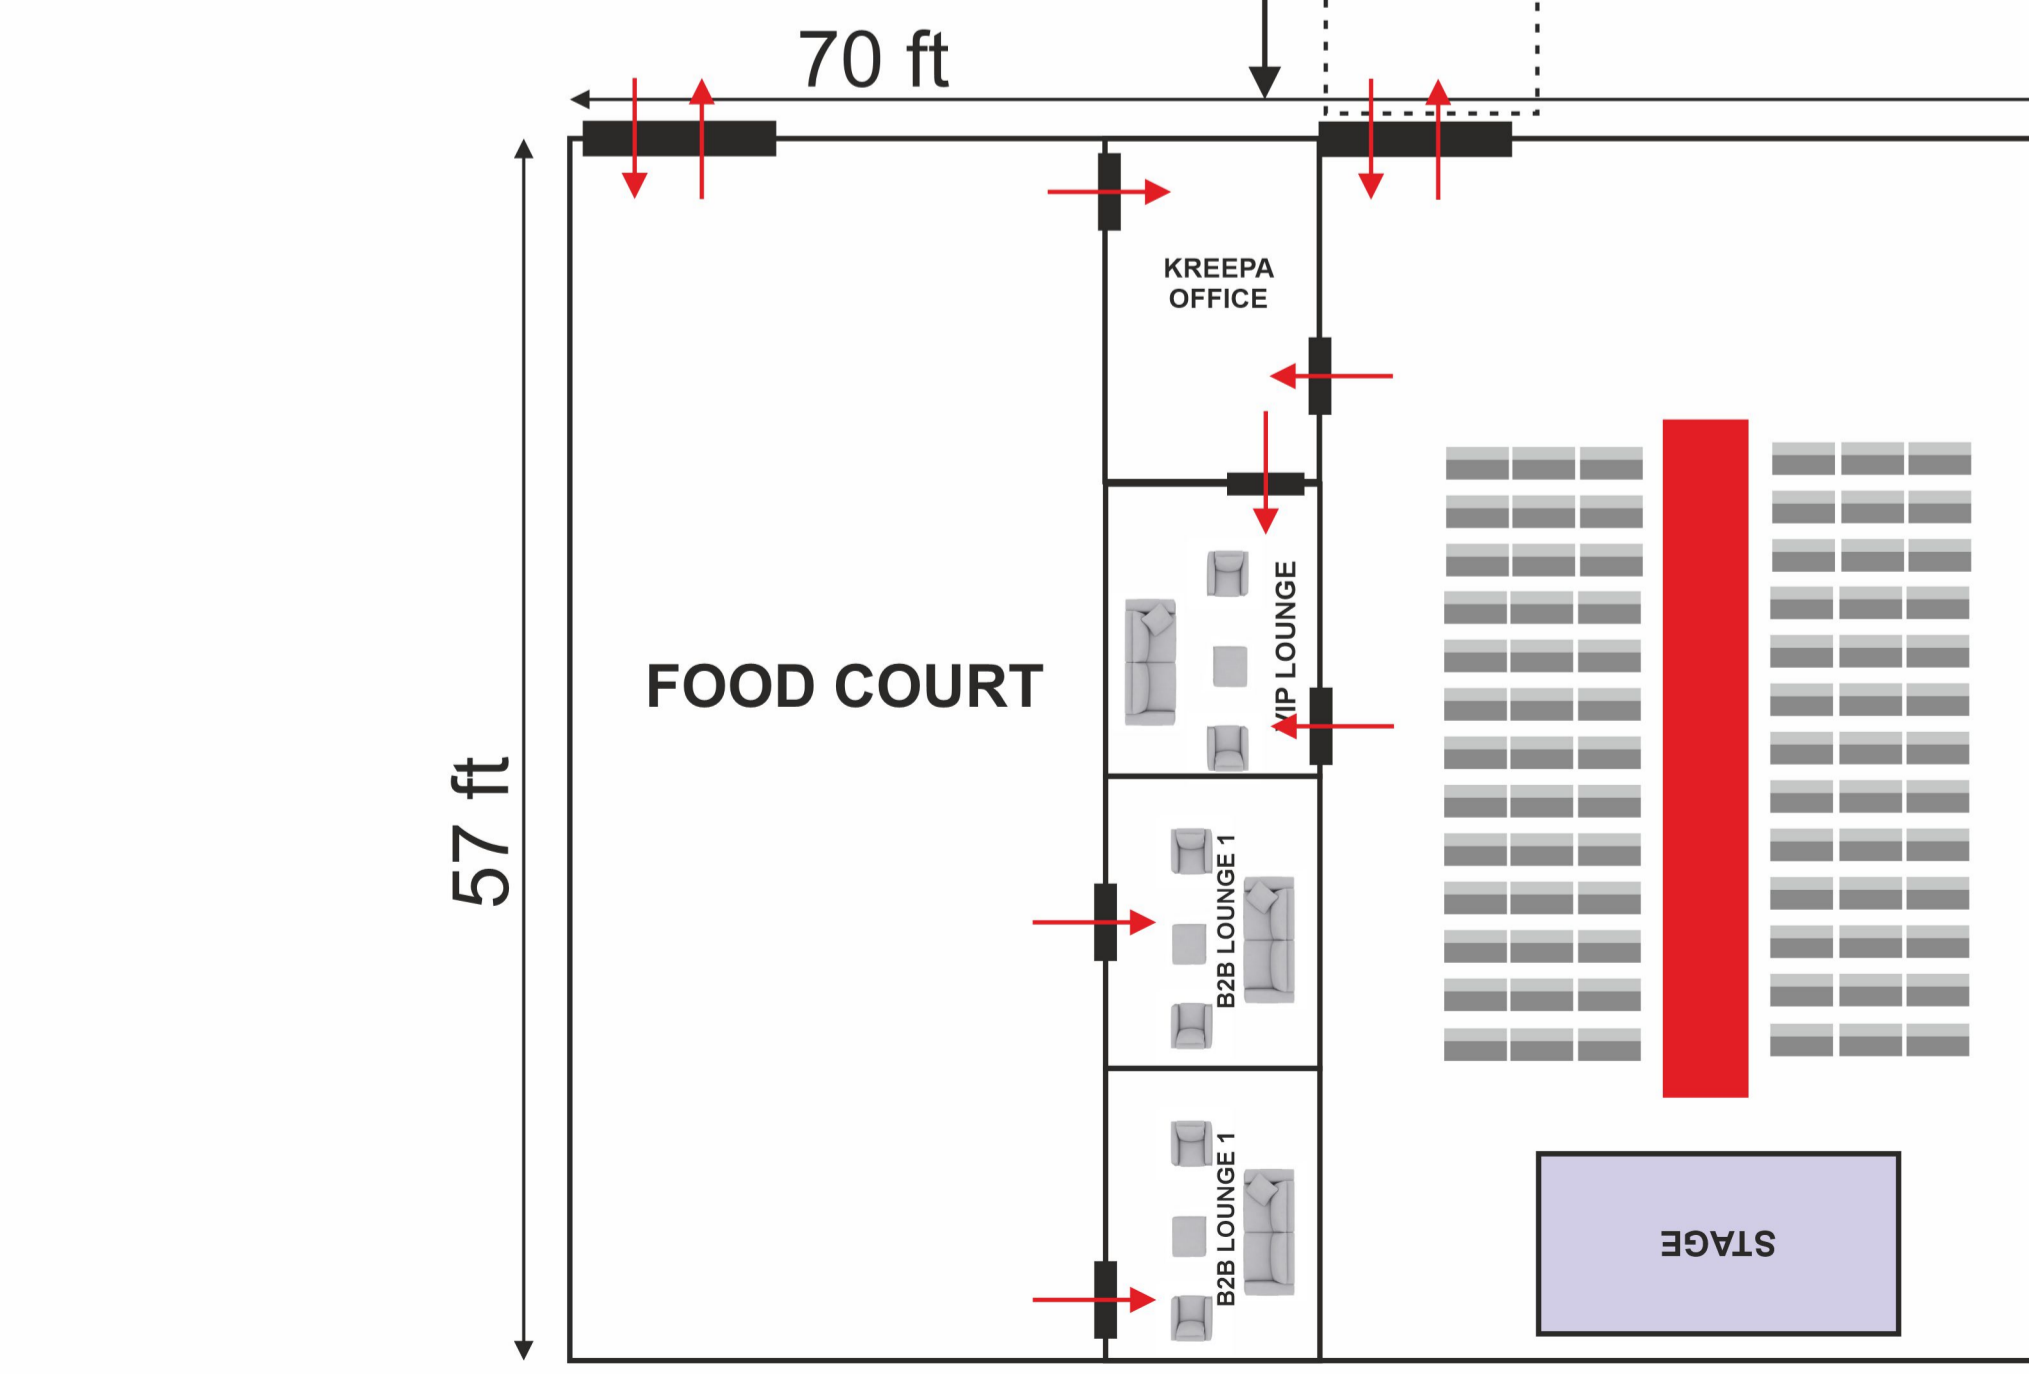 70 ft
KREEPA
OFFICE
VIP LOUNGE
FOOD COURT
57 ft
B2B LOUNGE 1
B2B LOUNGE 1
STAGE